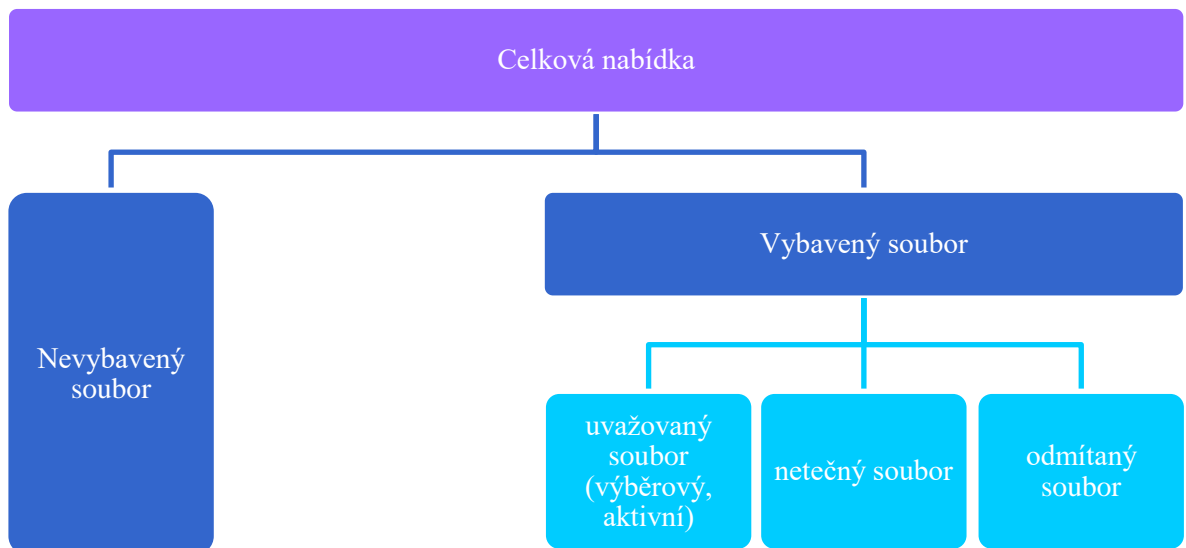 Celková nabídka
Vybavený soubor
Nevybavený
soubor
uvažovaný
soubor
(výběrový,
aktivní)
netečný soubor
odmítaný
soubor